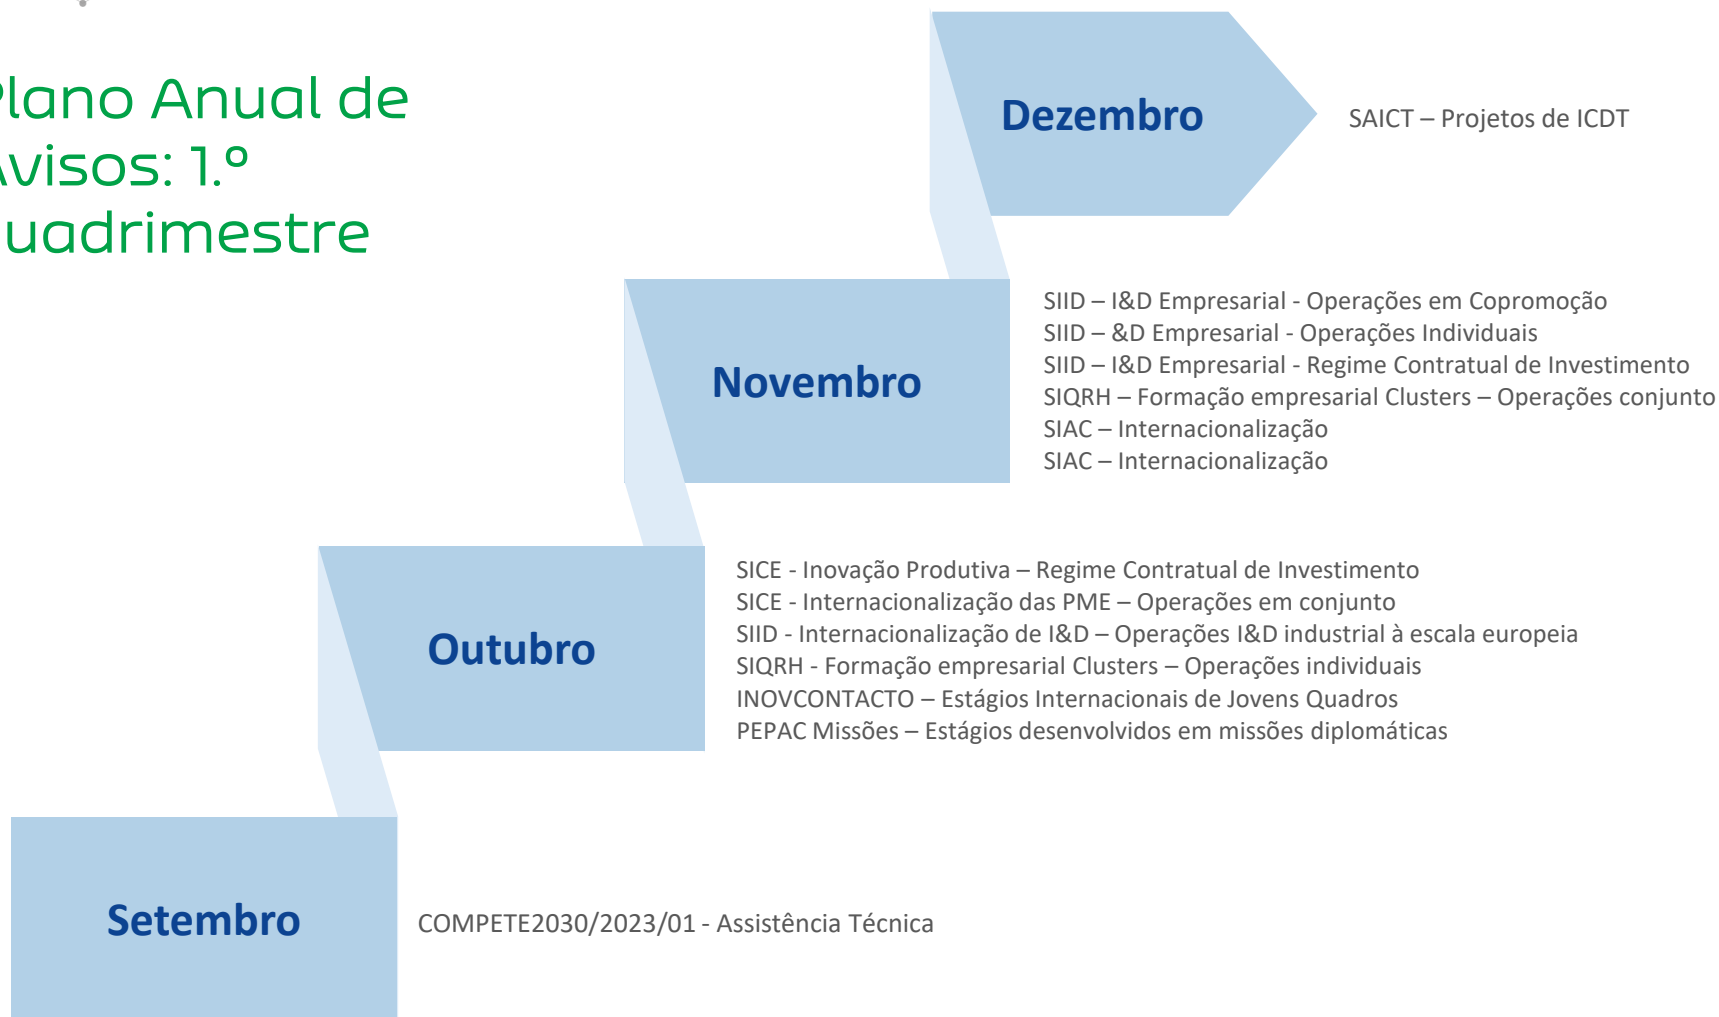 Plano Anual de
Avisos: 1.º
uadrimestre
Dezembro
SAICT – Projetos de ICDT
Novembro
SIID – I&D Empresarial - Operações em Copromoção
SIID – &D Empresarial - Operações Individuais
SIID – I&D Empresarial - Regime Contratual de Investimento
SIQRH – Formação empresarial Clusters – Operações conjunto
SIAC – Internacionalização
SIAC – Internacionalização
Outubro
SICE - Inovação Produtiva – Regime Contratual de Investimento
SICE - Internacionalização das PME – Operações em conjunto
SIID - Internacionalização de I&D – Operações I&D industrial à escala europeia
SIQRH - Formação empresarial Clusters – Operações individuais
INOVCONTACTO – Estágios Internacionais de Jovens Quadros
PEPAC Missões – Estágios desenvolvidos em missões diplomáticas
Setembro
COMPETE2030/2023/01 - Assistência Técnica